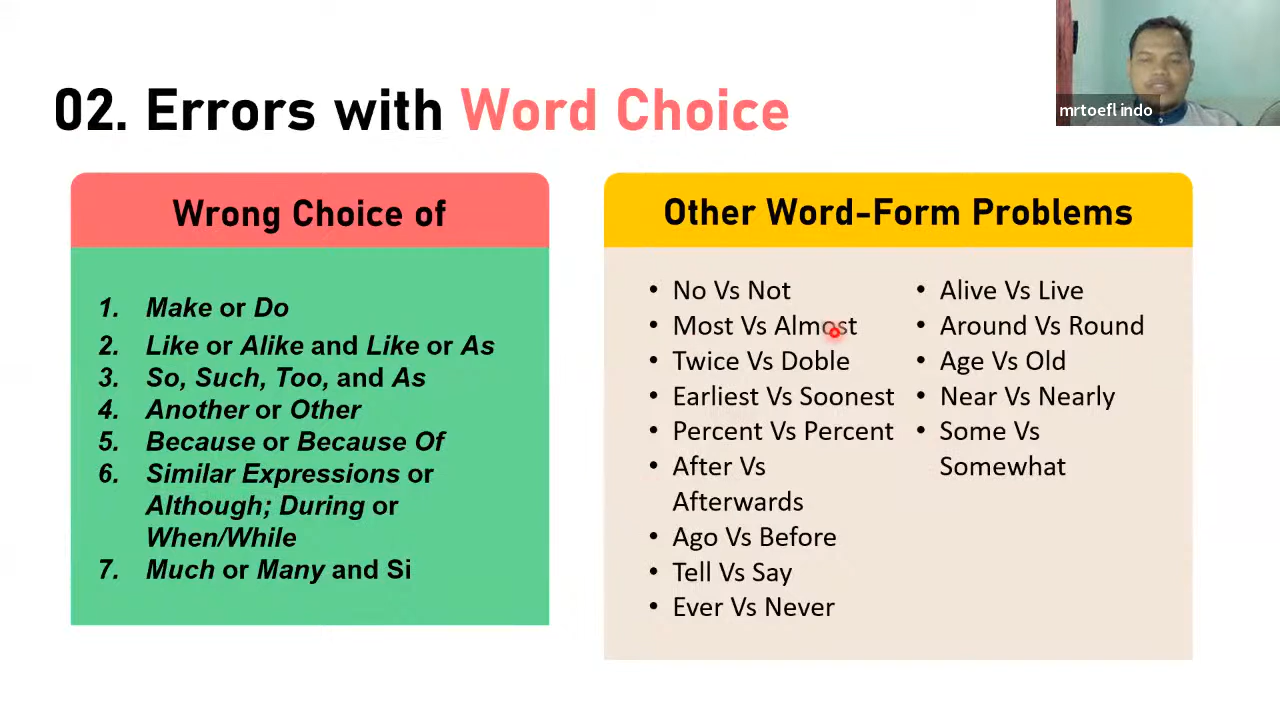 02. Errors with Word Choice
mrtoefl indo
Wrong Choice of
1. Make or Do
2. Like or Alike and Like or As
3. So, Such, Too, and As
4. Another or Other
5. Because or Because Of
6. Similar Expressions or
Although; During or
When/While
7. Much or Many and Si
Other Word-Form Problems
• No Vs Not
• Most Vs Almost
• Twice Vs Doble
• Earliest Vs Soonest
• Percent Vs Percent
• After Vs
Afterwards
• Ago Vs Before
• Tell Vs Say
• Ever Vs Never
• Alive Vs Live
• Around Vs Round
• Age Vs Old
• Near Vs Nearly
• Some Vs
Somewhat